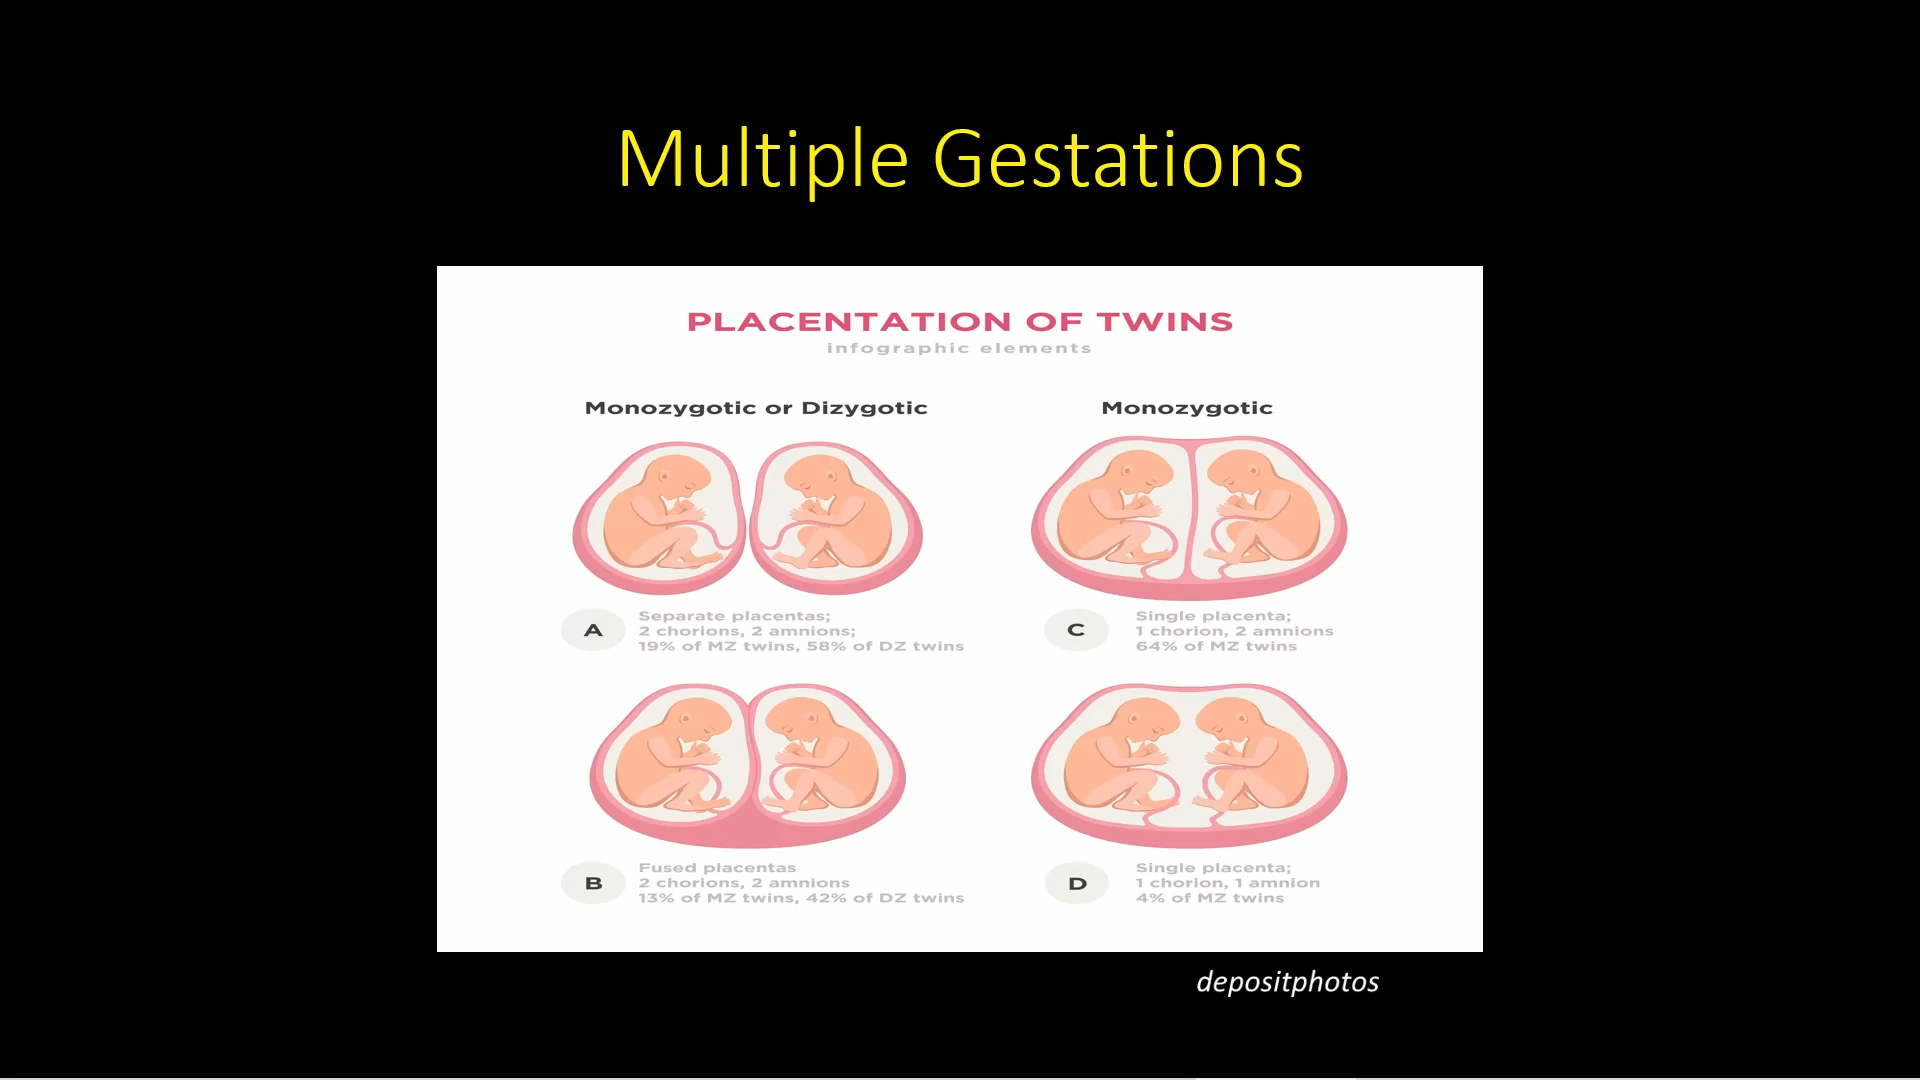 Multiple Gestations
PLACENTATION OF TWINS
infographic elements
Monozygotic or Dizygotic
Monozygotic
A
Separate placentas;
2 chorions, 2 amnions;
19% of MZ twins, 58% of DZ twins
C
Single placenta;
1 chorion, 2 amnions
64% of MZ twins
B
Fused placentas
2 chorions, 2 amnions
13% of MZ twins, 42% of DZ twins
D
Single placenta;
1 chorion, 1 amnion
4% of MZ twins
depositphotos